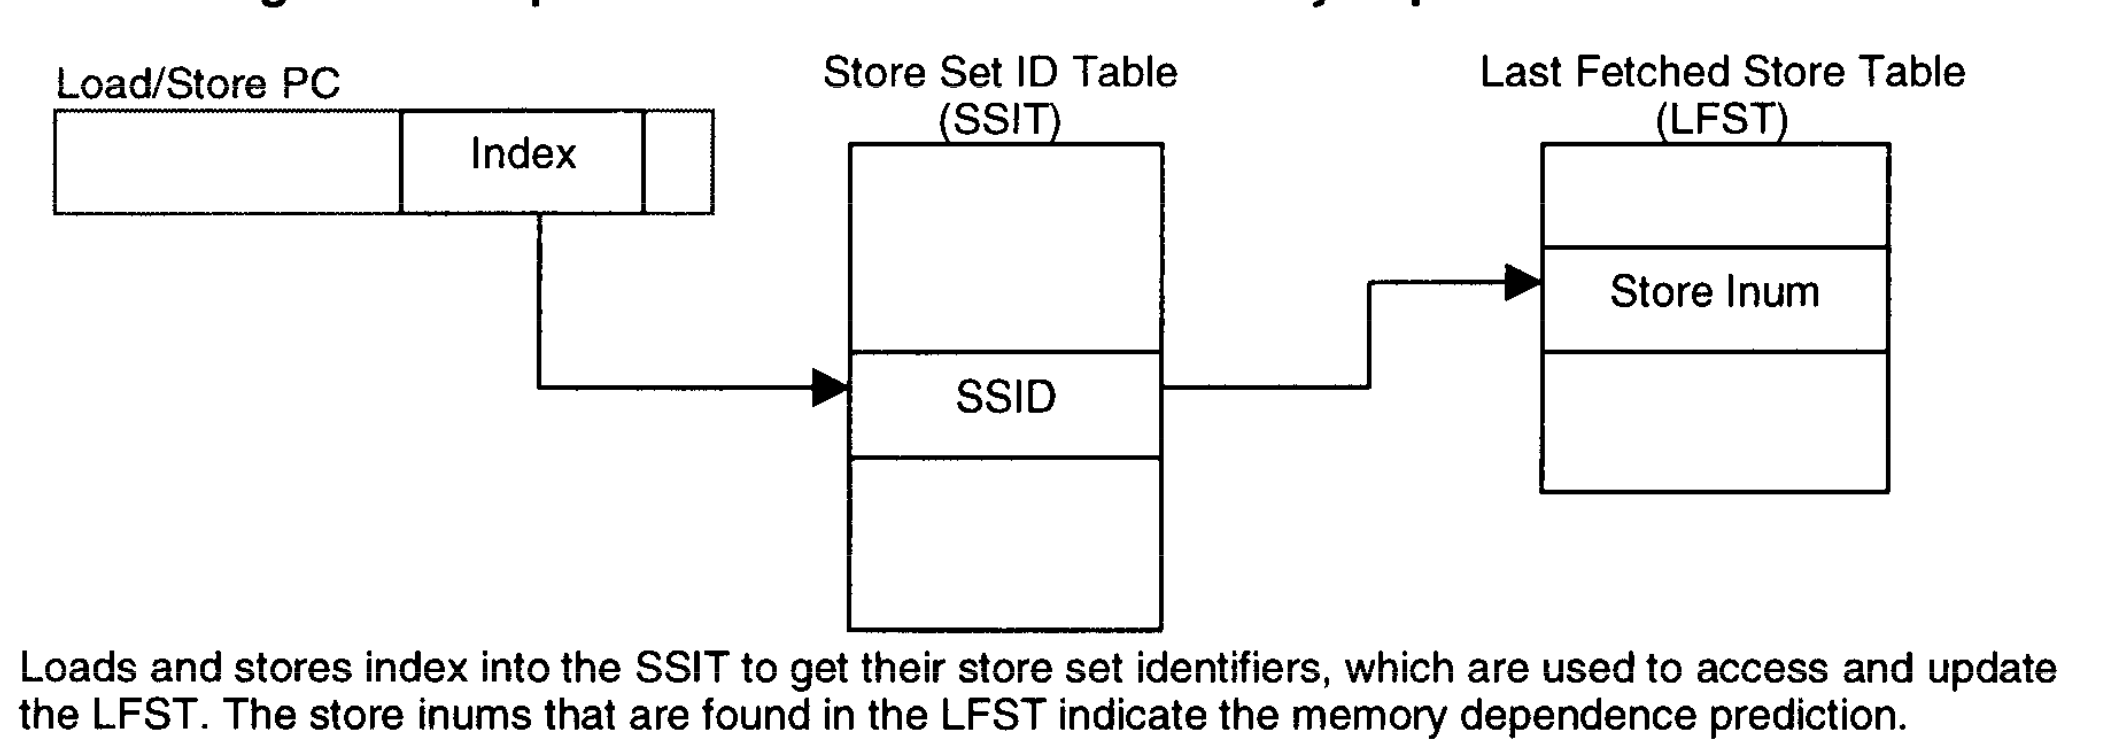 Load/Store PC
Index
Store Set ID Table
(SSIT)
SSID
Last Fetched Store Table
(LFST)
Store Inum
Loads and stores index into the SSIT to get their store set identifiers, which are used to access and update
the LFST. The store inums that are found in the LFST indicate the memory dependence prediction.